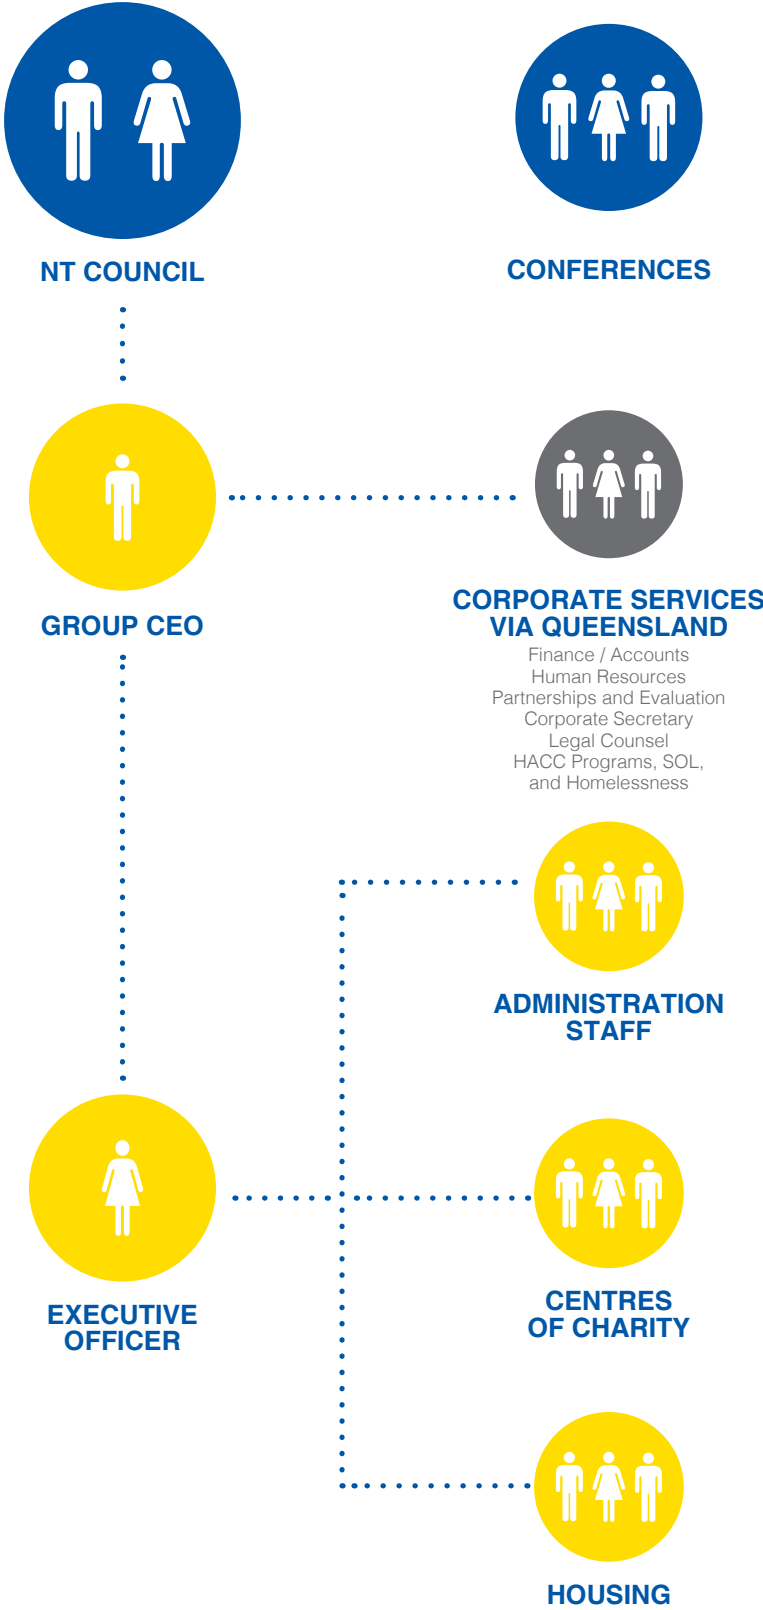 NT COUNCIL
CONFERENCES
GROUP CEO
CORPORATE SERVICES
VIA QUEENSLAND
Finance / Accounts
Human Resources
Partnerships and Evaluation
Corporate Secretary
Legal Counsel
HACC Programs, SOL,
and Homelessness
ADMINISTRATION
STAFF
EXECUTIVE
OFFICER
CENTRES
OF CHARITY
HOUSING